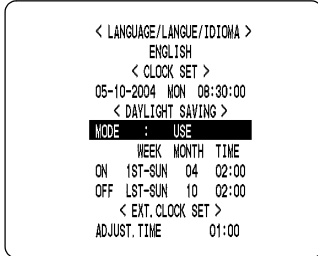 < LANGUAGE/LANGUE/IDIOMA >
ENGLISH
< CLOCK SET >
05-10-2004 MON 08:30:00
< DAYLIGHT SAVING >
MODE : USE
WEEK MONTH TIME
ON 1ST-SUN 04 02:00
OFF LST-SUN 10 02:00
< EXT.CLOCK SET >
ADJUST.TIME 01:00